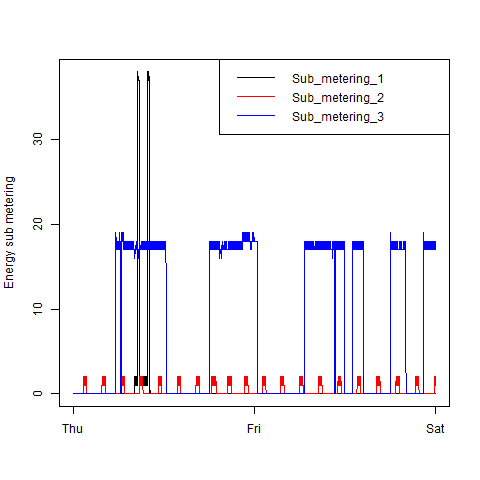 Sub_metering_1
Sub_metering_2
Sub_metering_3
Energy sub metering
30
20
10
0
Thu Fri Sat